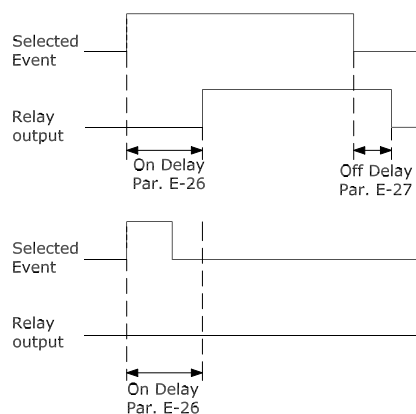 Selected
Event
Relay
output
On Delay
Par. E-26
Off Delay
Par. E-27
Selected
Event
Relay
output
On Delay
Par. E-26